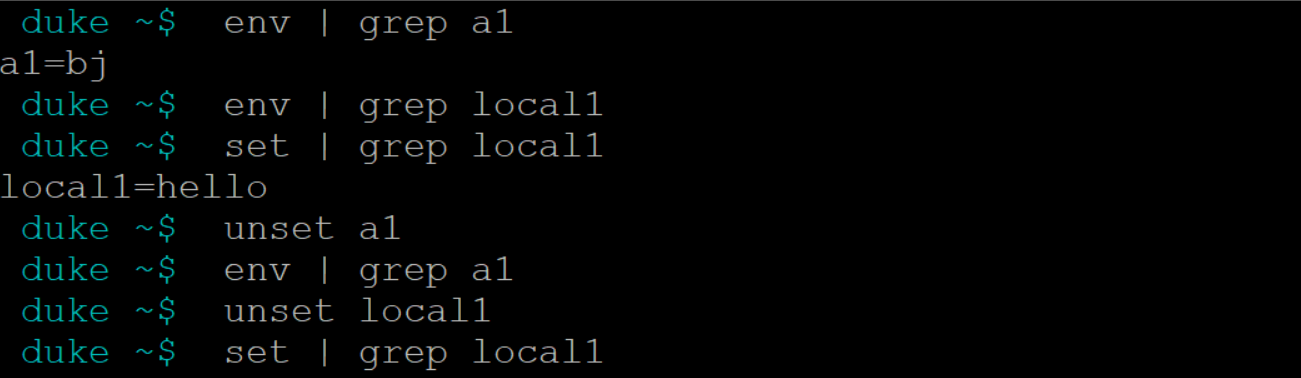 duke ~$ env | grep a1
a1=bj
duke ~$ env | grep local1
duke ~$ set | grep local1
local1=hello
duke ~$ unset a1
duke ~$ env | grep a1
duke ~$ unset local1
duke ~$ set | grep local1